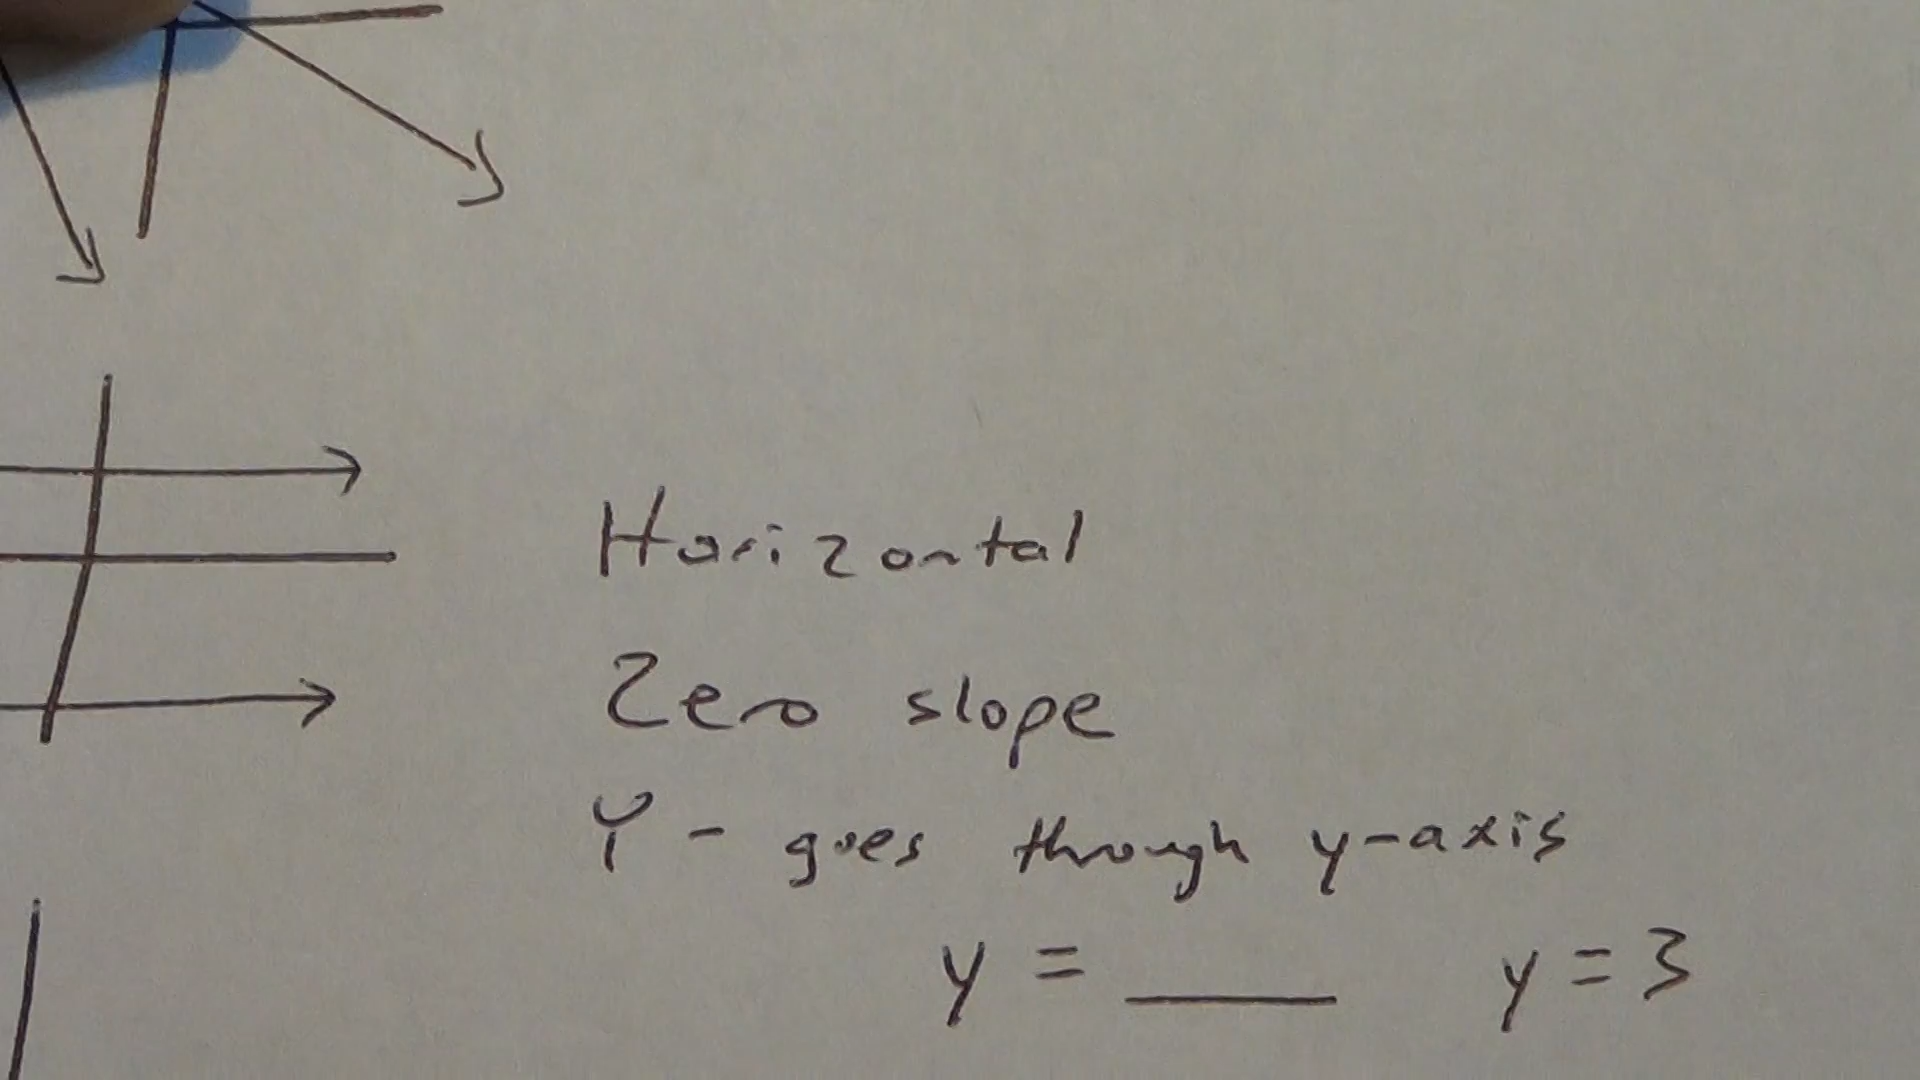 Horizontal
Zero slope
Y - goes through y-axis
y = ____ y = 3